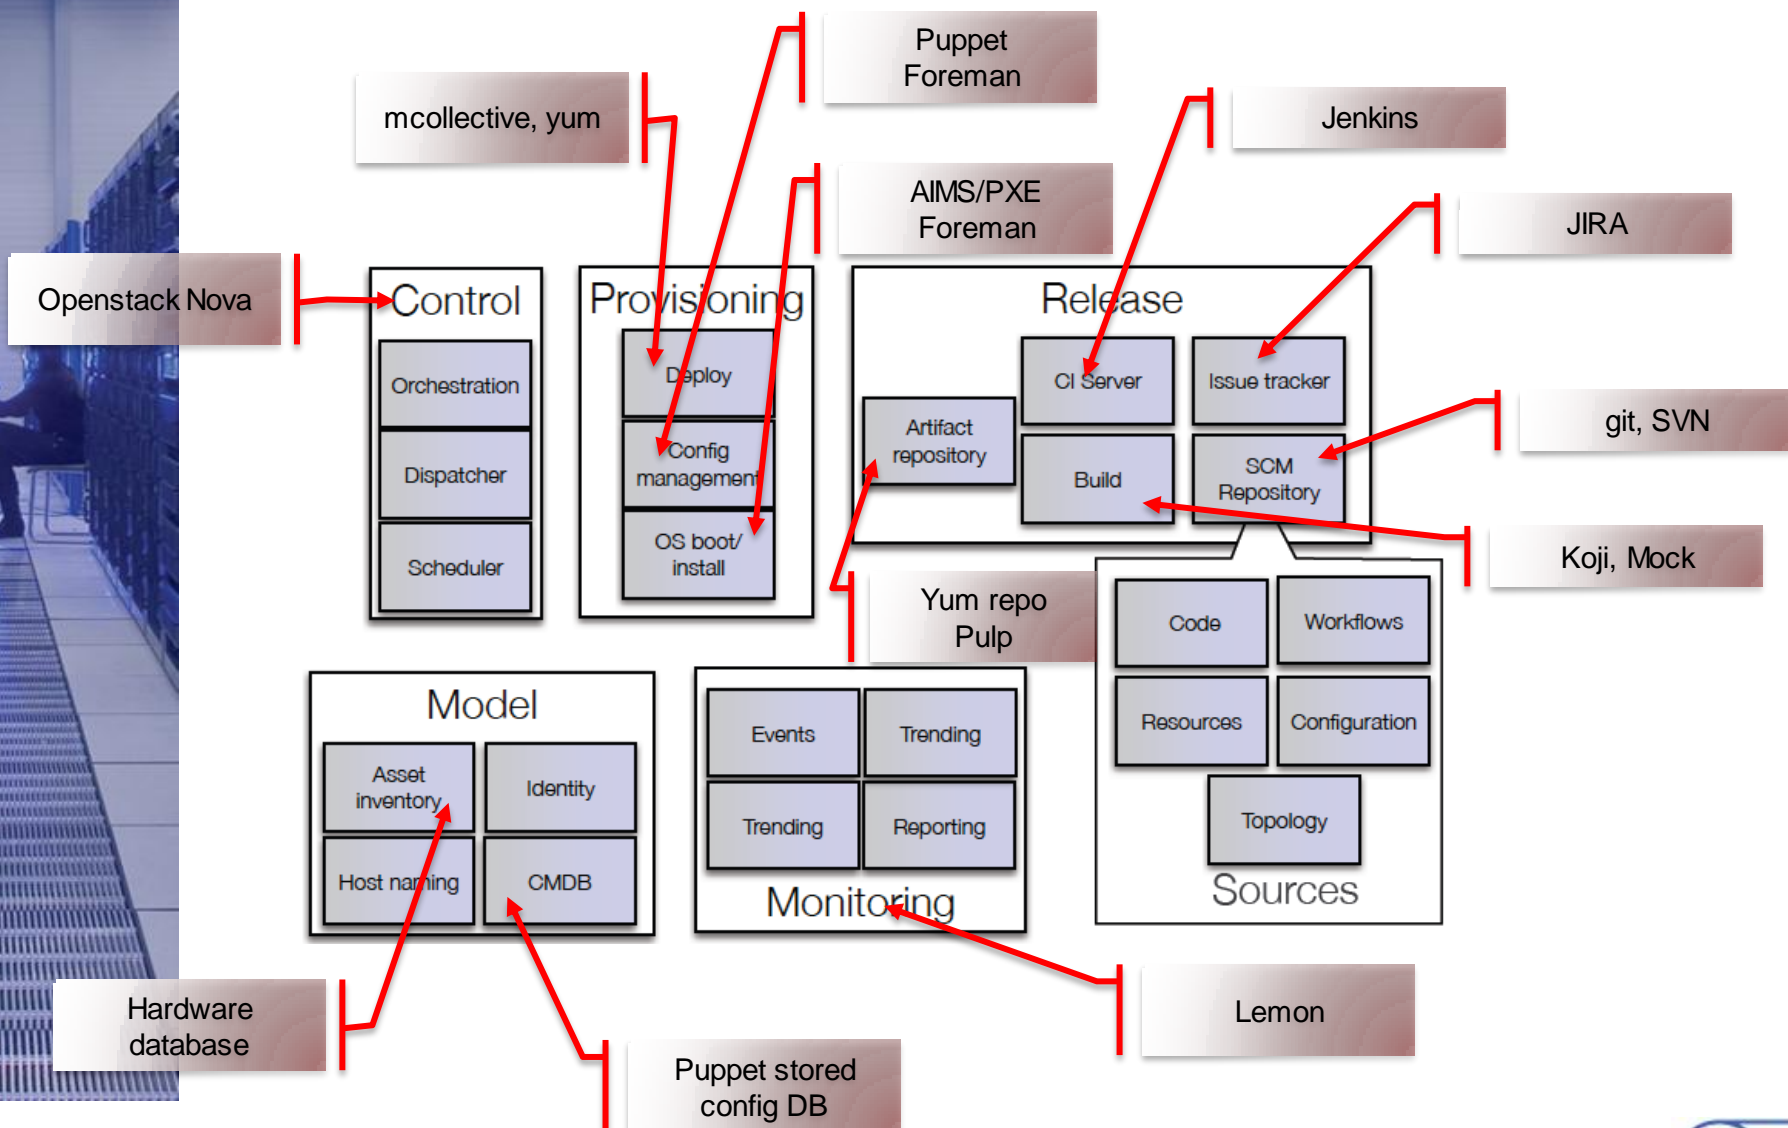 Puppet
Foreman
mcollective, yum
Jenkins
AIMS/PXE
Foreman
JIRA
Openstack Nova
Control
Orchestration
Dispatcher
Scheduler
Provisioning
Deploy
Config
management
OS boot/
install
Release
CI Server
Issue tracker
Artifact
repository
Build
SCM
Repository
git, SVN
Koji, Mock
Yum repo
Pulp
Code
Workflows
Resources
Configuration
Topology
Sources
Model
Asset
inventory
Identity
Host naming
CMDB
Events
Trending
Trending
Reporting
Monitoring
Hardware
database
Lemon
Puppet stored
config DB